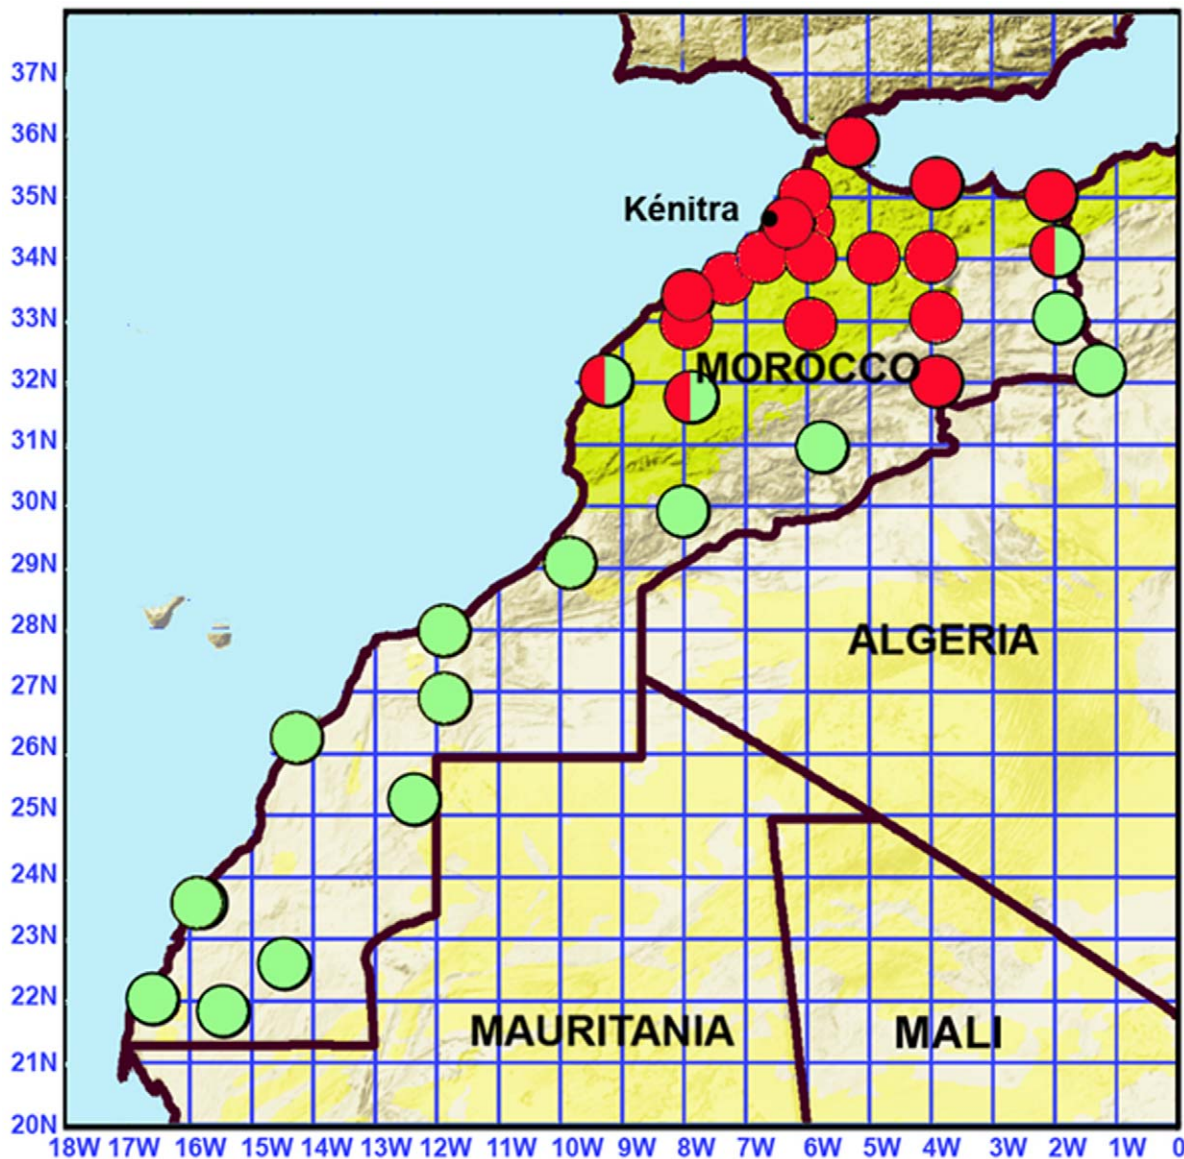 37N
36N
35N
Kénitra
34N
33N
32N
MOROCCO
31N
30N
29N
28N
ALGERIA
27N
26N
25N
24N
23N
22N
MAURITANIA
MALI
21N
20N
18W 17W 16W 15W 14W 13W 12W 11W 10W 9W 8W 7W 6W 5W 4W 3W 2W 1W 0